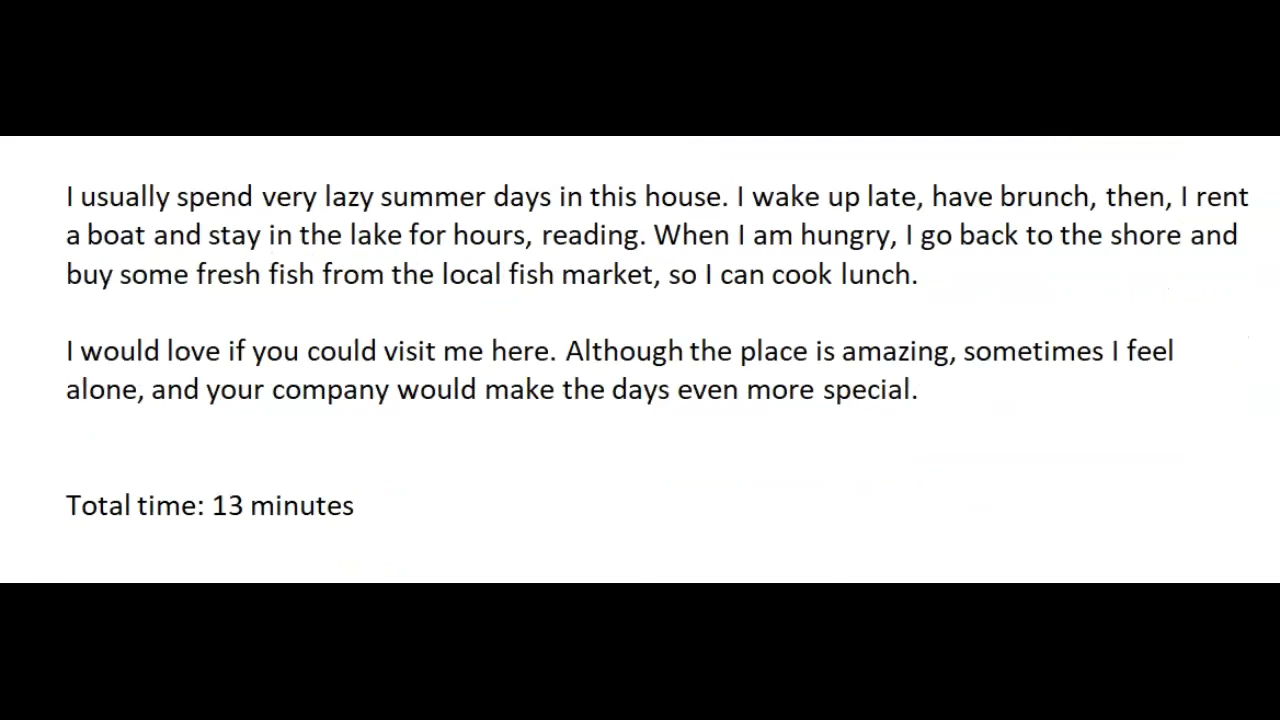 I usually spend very lazy summer days in this house. I wake up late, have brunch, then, I rent
a boat and stay in the lake for hours, reading. When I am hungry, I go back to the shore and
buy some fresh fish from the local fish market, so I can cook lunch.
I would love if you could visit me here. Although the place is amazing, sometimes I feel
alone, and your company would make the days even more special.
Total time: 13 minutes